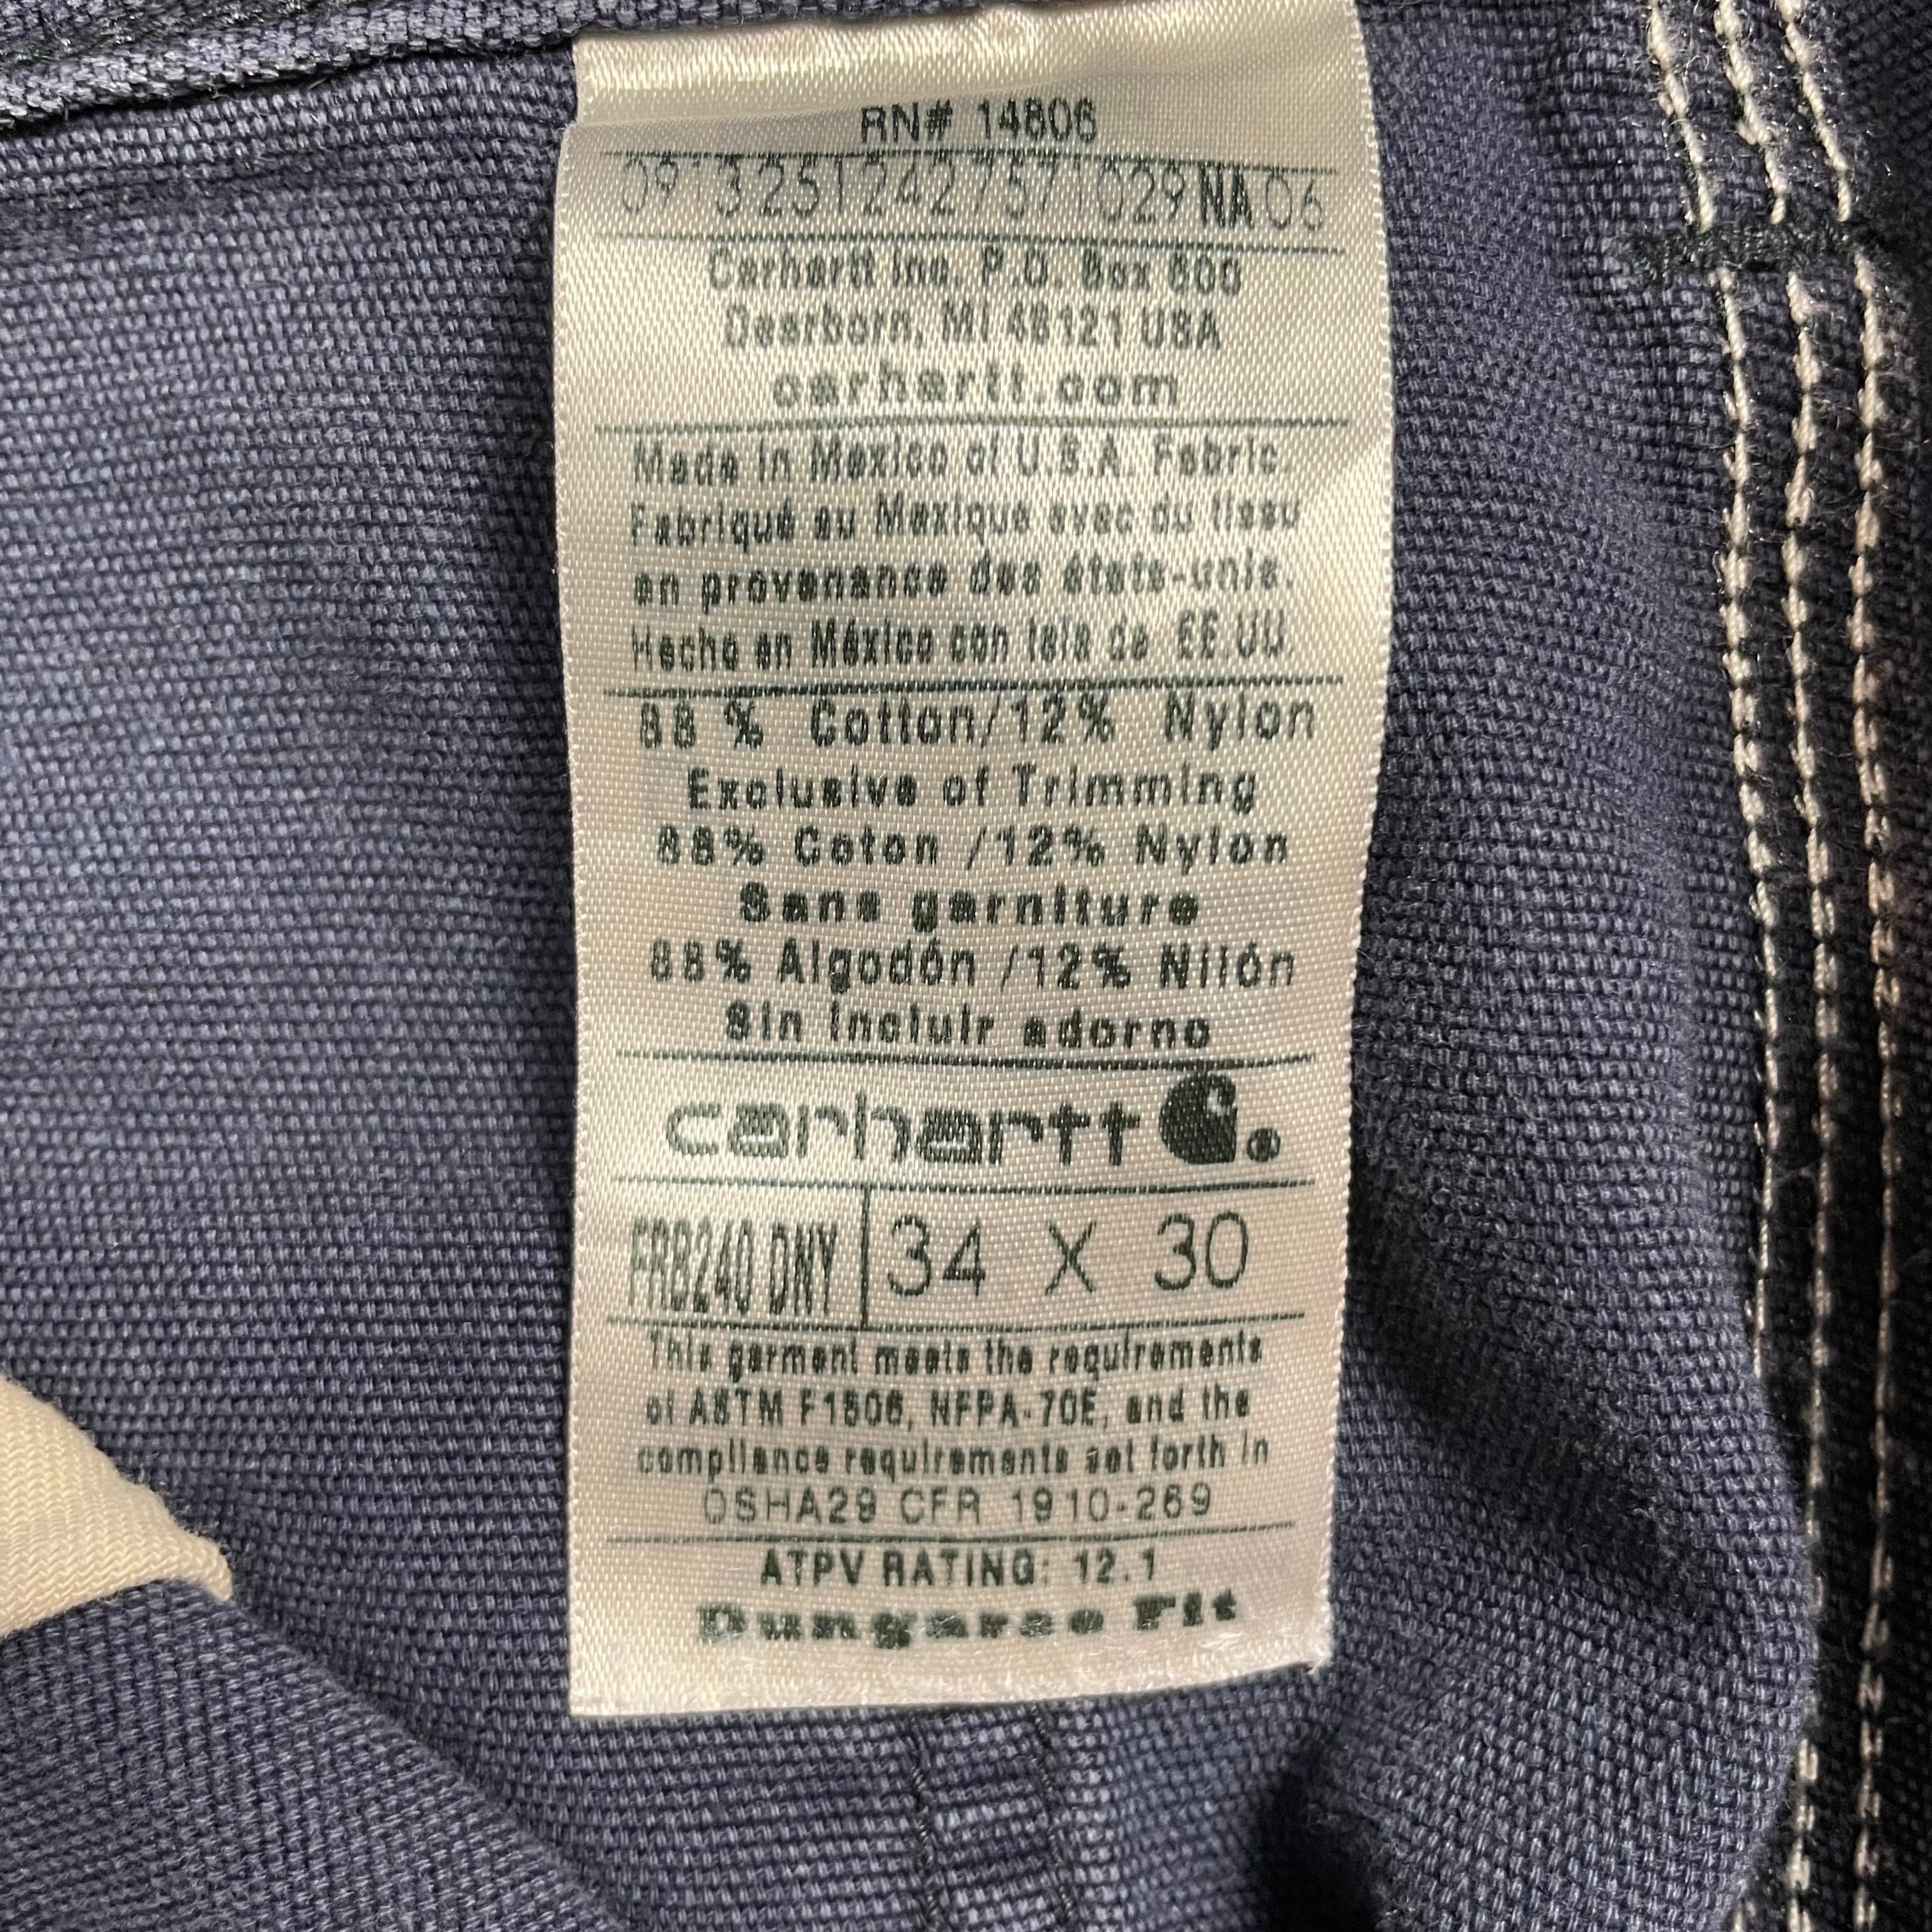 RN# 14806
09132512427571029 NA 06
Carhartt Inc. P.O. Box 600
Dearborn, MI 48121 USA
carhartt.com
Made in Mexico of U.S.A. Fabric
Fabriqué au Mexique avec du tissu
en provenance des états-unis.
Hecho en México con tela de EE.UU.
88 % Cotton/12% Nylon
Exclusive of Trimming
88% Coton /12% Nylon
Sans garniture
88% Algodón /12% Nilón
Sin incluir adorno
carhartt ®
FRB240 DNY 34 X 30
This garment meets the requirements
of ASTM F1506, NFPA-70E, and the
compliance requirements set forth in
OSHA29 CFR 1910-269
ATPV RATING: 12.1
Dungaree Fit